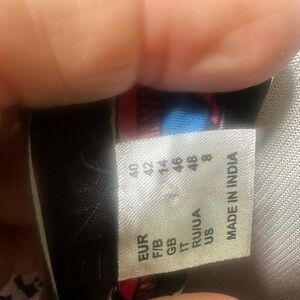 EUR 40
F/B 42
GB 14
IT 46
RU/UA 48
US 8
MADE IN INDIA